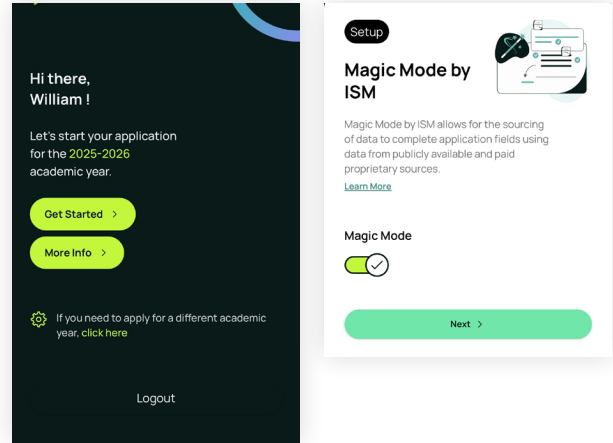 Hi there,
William !
Let's start your application
for the 2025-2026
academic year.
Get Started >
More Info >
If you need to apply for a different academic
year, click here
Logout
Setup
Magic Mode by
ISM
Magic Mode by ISM allows for the sourcing
of data to complete application fields using
data from publicly available and paid
proprietary sources.
Learn More
Magic Mode
Next >